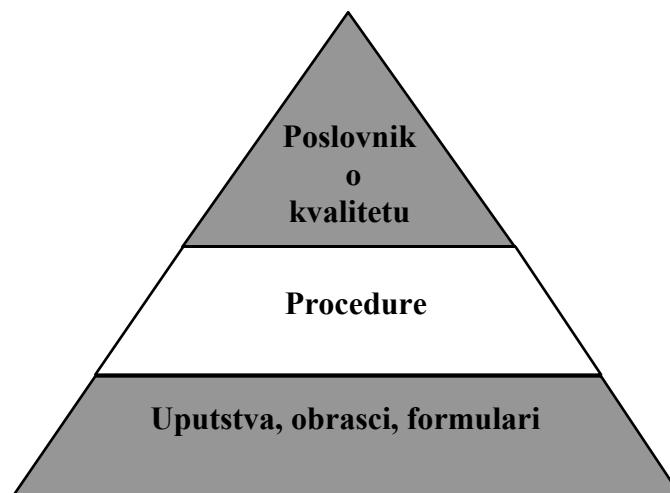 Poslovnik
o
kvalitetu
Procedure
Uputstva, obrasci, formulari